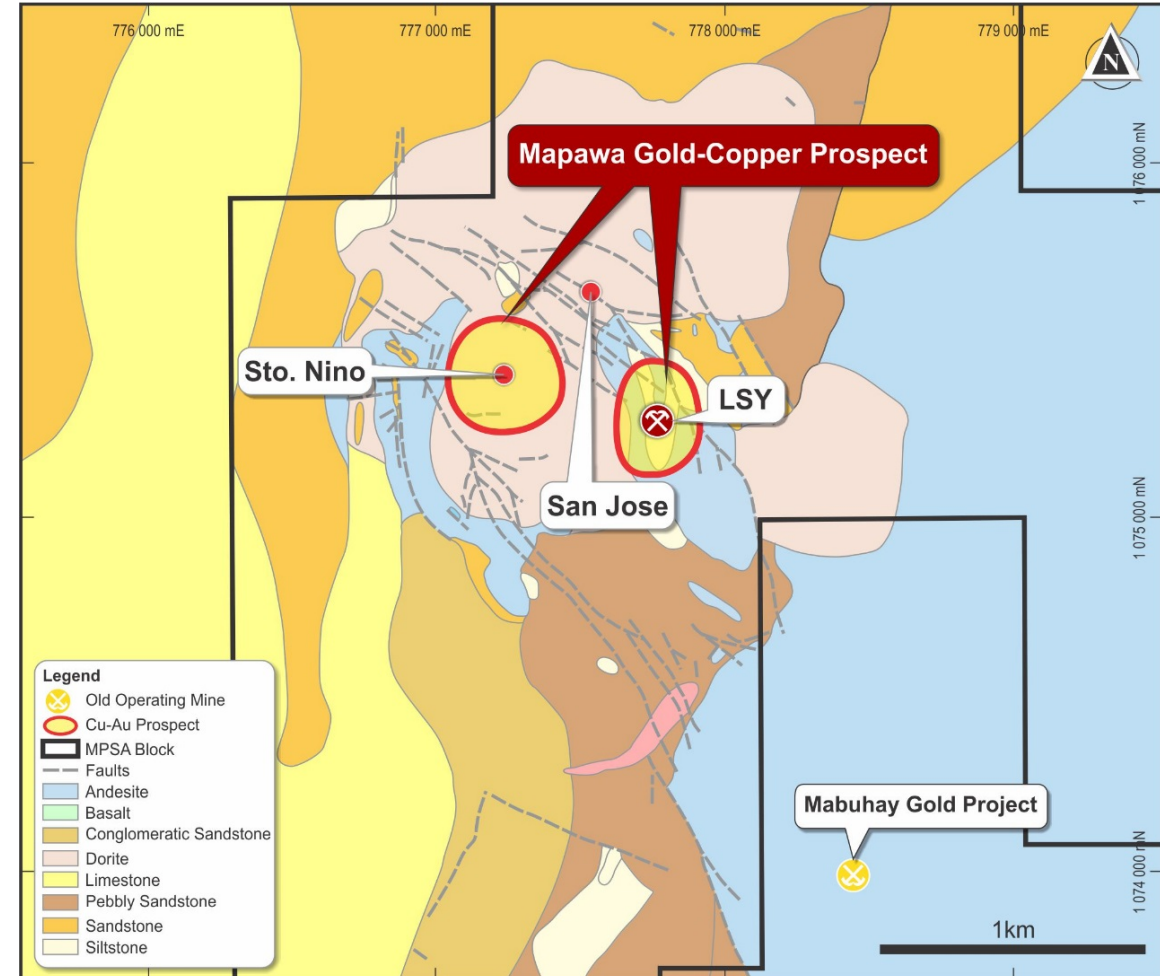 776 000 mE
777 000 mE
778 000 mE
779 000 mE
N
Mapawa Gold-Copper Prospect
1 076 000 mN
Sto. Nino
LSY
San Jose
1 075 000 mN
Legend
Old Operating Mine
Cu-Au Prospect
MPSA Block
Faults
Andesite
Basalt
Conglomeratic Sandstone
Dorite
Limestone
Pebbly Sandstone
Sandstone
Siltstone
Mabuhay Gold Project
1 074 000 mN
1km